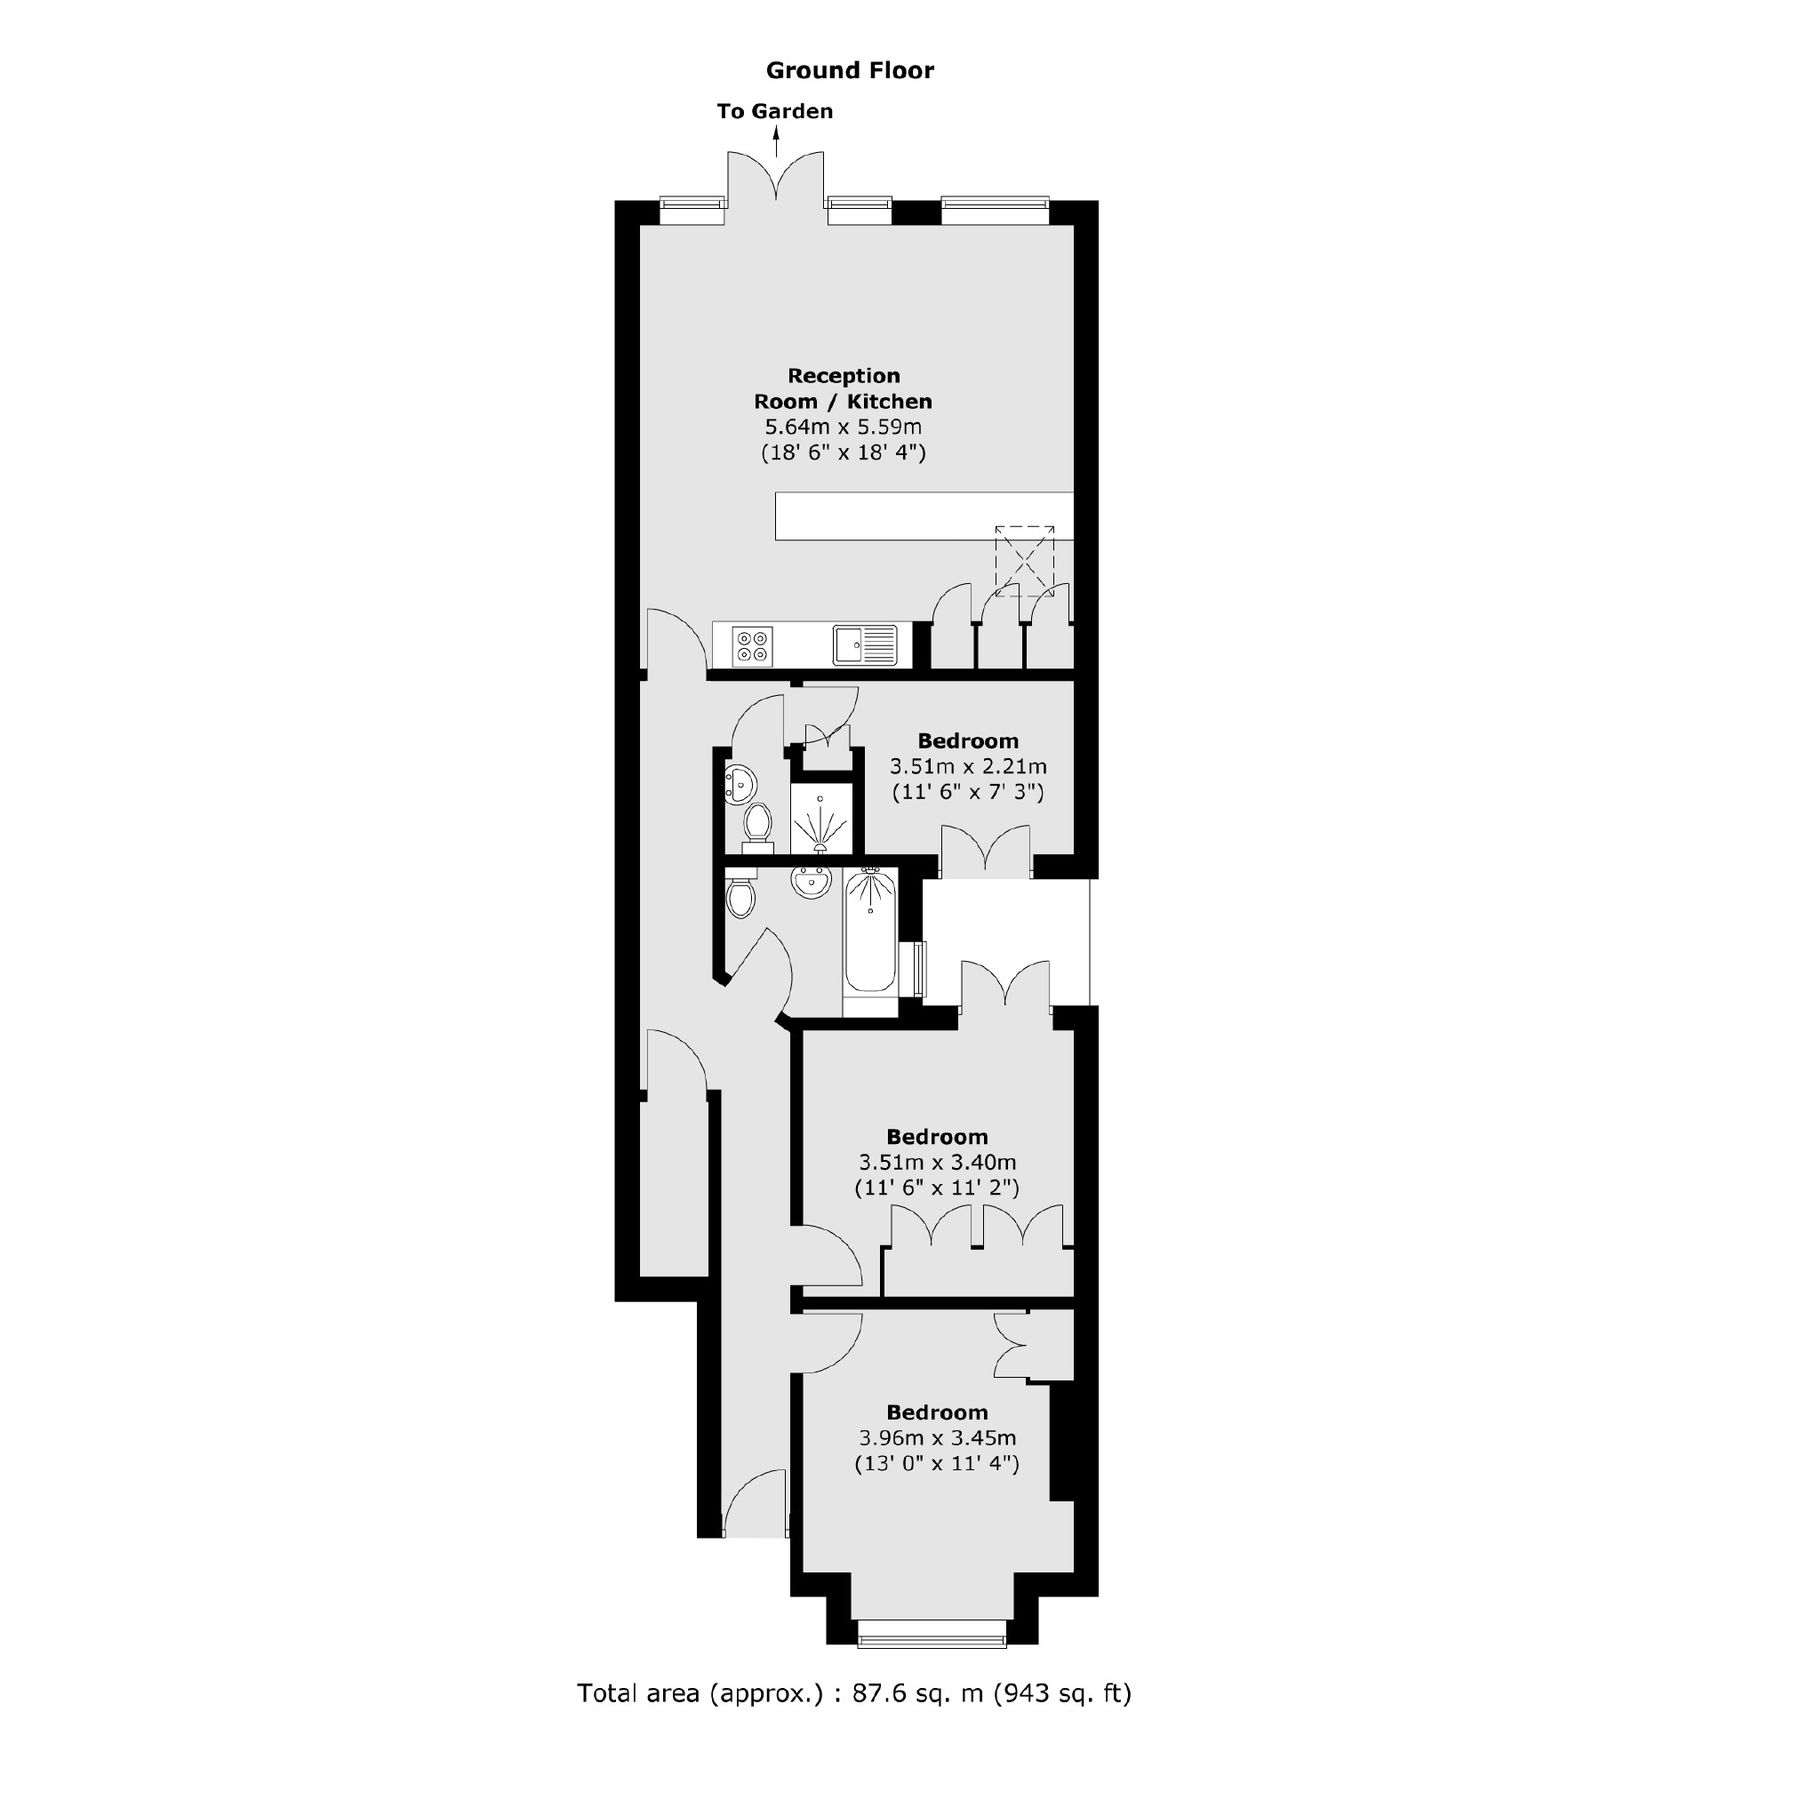 Ground Floor
To Garden
Reception
Room / Kitchen
5.64m x 5.59m
(18' 6" x 18' 4")
Bedroom
3.51m x 2.21m
(11' 6" x 7' 3")
Bedroom
3.51m x 3.40m
(11' 6" x 11' 2")
Bedroom
3.96m x 3.45m
(13' 0" x 11' 4")
Total area (approx.) : 87.6 sq. m (943 sq. ft)